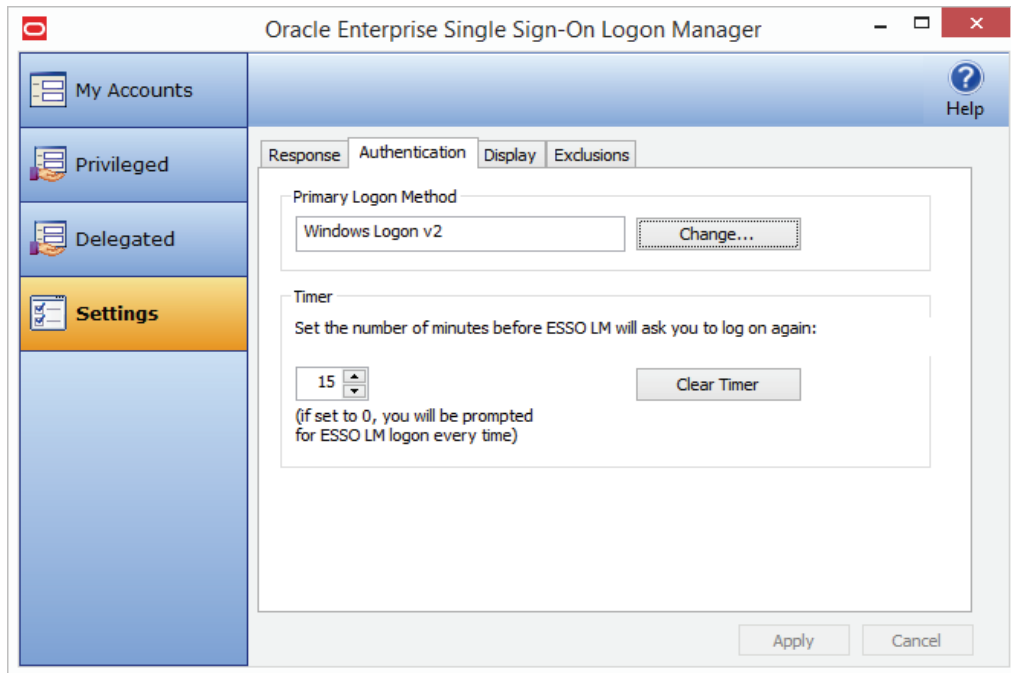 Oracle Enterprise Single Sign-On Logon Manager
My Accounts
Privileged
Delegated
Settings
Help
Response Authentication Display Exclusions
Primary Logon Method
Windows Logon v2
Change...
Timer
Set the number of minutes before ESSO LM will ask you to log on again:
15
Clear Timer
(if set to 0, you will be prompted
for ESSO LM logon every time)
Apply
Cancel